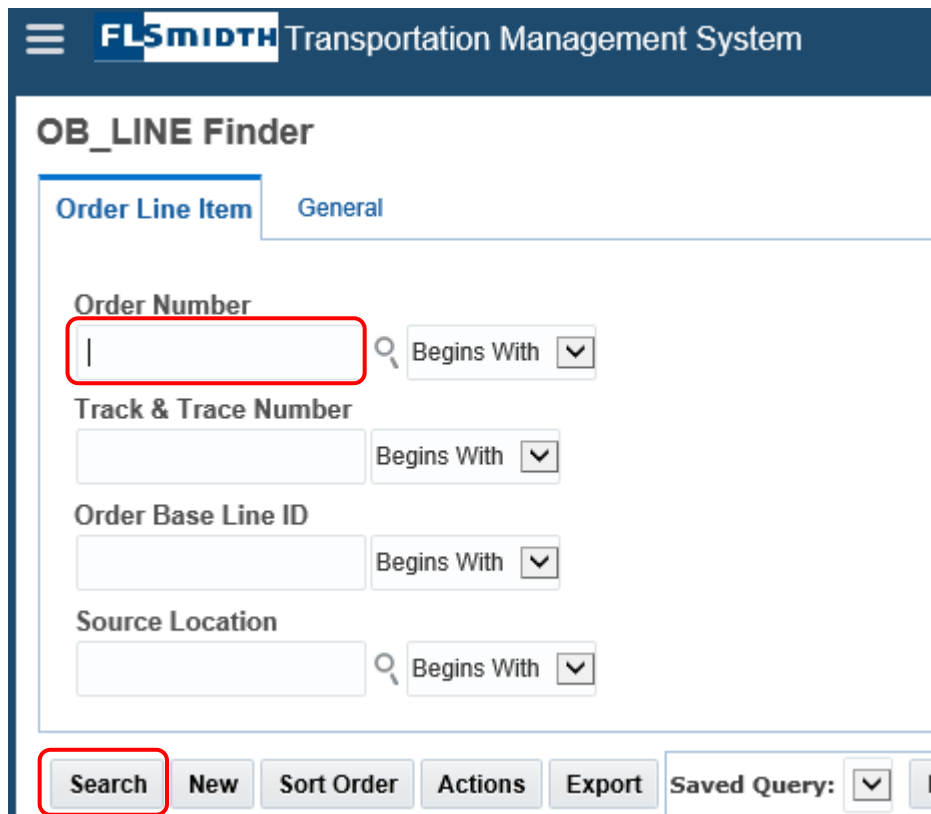 FLSMIDTH Transportation Management System
OB_LINE Finder
Order Line Item General
Order Number
Begins With
Track & Trace Number
Begins With
Order Base Line ID
Begins With
Source Location
Begins With
Search New Sort Order Actions Export Saved Query: